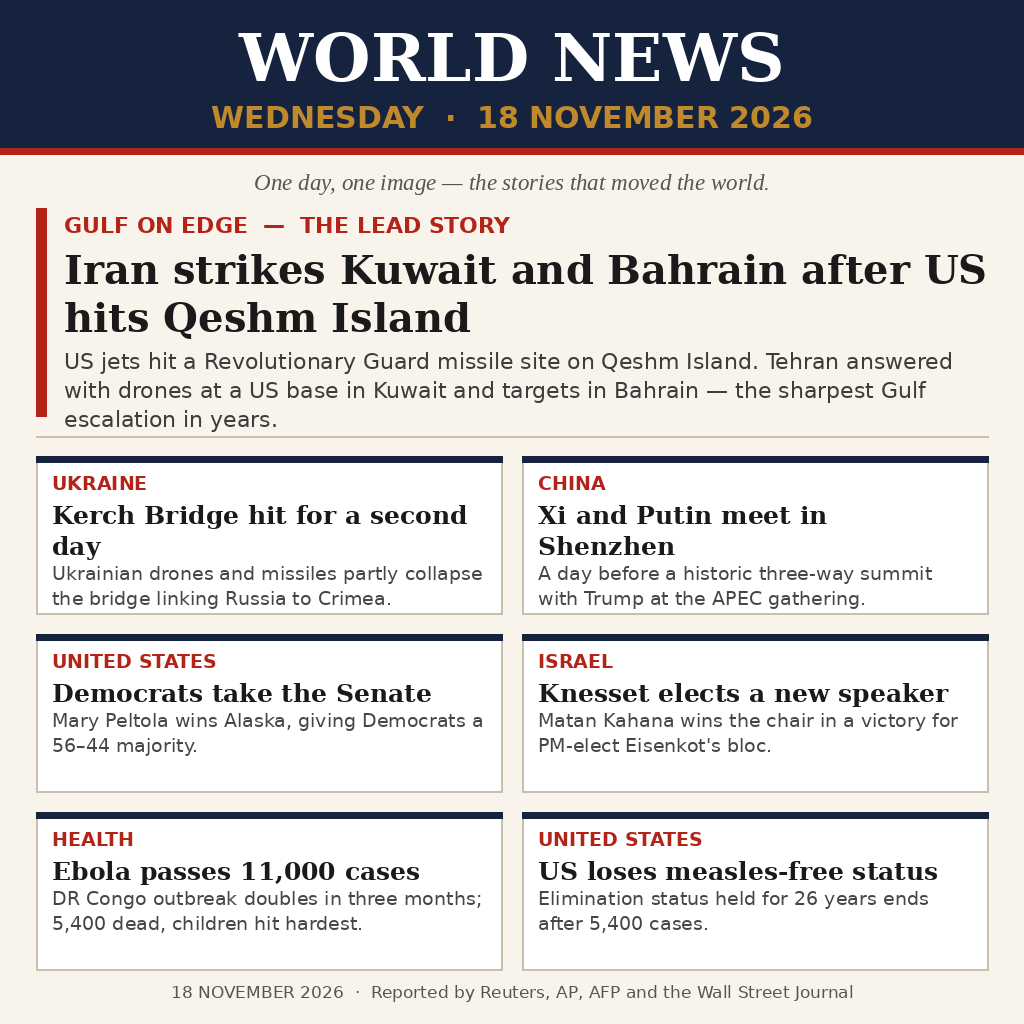 WORLD NEWS
WEDNESDAY · 18 NOVEMBER 2026
One day, one image — the stories that moved the world.
GULF ON EDGE — THE LEAD STORY
Iran strikes Kuwait and Bahrain after US
hits Qeshm Island
US jets hit a Revolutionary Guard missile site on Qeshm Island. Tehran answered
with drones at a US base in Kuwait and targets in Bahrain — the sharpest Gulf
escalation in years.
UKRAINE
Kerch Bridge hit for a second
day
Ukrainian drones and missiles partly collapse
the bridge linking Russia to Crimea.
CHINA
Xi and Putin meet in
Shenzhen
A day before a historic three-way summit
with Trump at the APEC gathering.
UNITED STATES
Democrats take the Senate
Mary Peltola wins Alaska, giving Democrats a
56–44 majority.
ISRAEL
Knesset elects a new speaker
Matan Kahana wins the chair in a victory for
PM-elect Eisenkot's bloc.
HEALTH
Ebola passes 11,000 cases
DR Congo outbreak doubles in three months;
5,400 dead, children hit hardest.
UNITED STATES
US loses measles-free status
Elimination status held for 26 years ends
after 5,400 cases.
18 NOVEMBER 2026 · Reported by Reuters, AP, AFP and the Wall Street Journal